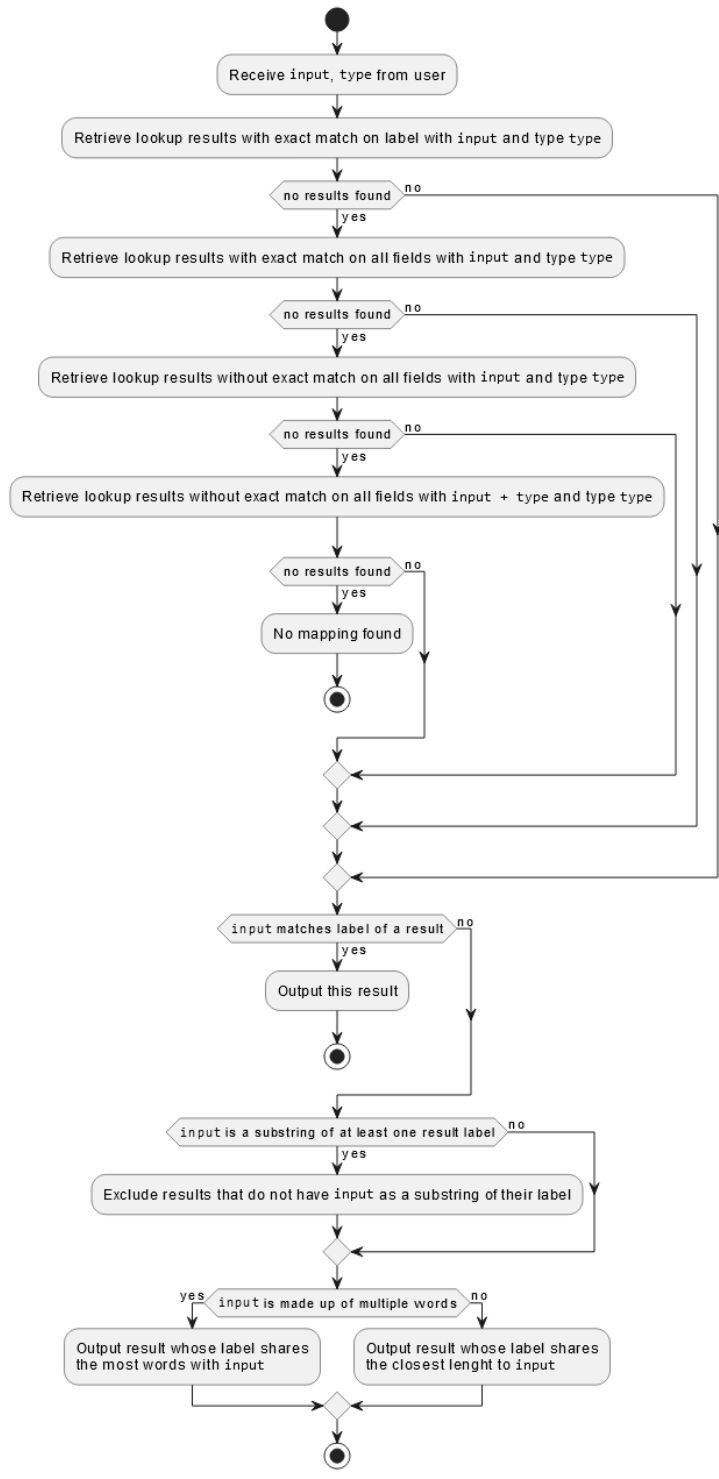 Receive input, type from user
Retrieve lookup results with exact match on label with input and type type
no results found
no
yes
Retrieve lookup results with exact match on all fields with input and type type
no results found
no
yes
Retrieve lookup results without exact match on all fields with input and type type
no results found
no
yes
Retrieve lookup results without exact match on all fields with input + type and type type
no results found
no
yes
No mapping found
input matches label of a result
no
yes
Output this result
input is a substring of at least one result label
no
yes
Exclude results that do not have input as a substring of their label
yes
input is made up of multiple words
no
Output result whose label shares
the most words with input
Output result whose label shares
the closest lenght to input